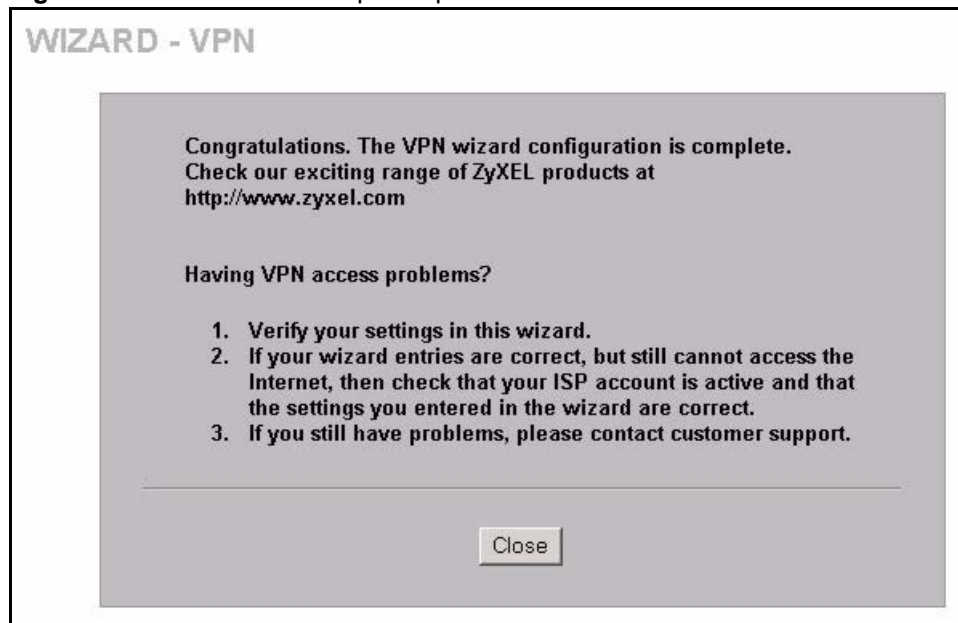 WIZARD - VPN
Congratulations. The VPN wizard configuration is complete.
Check our exciting range of ZyXEL products at
http://www.zyxel.com
Having VPN access problems?
1. Verify your settings in this wizard.
2. If your wizard entries are correct, but still cannot access the
Internet, then check that your ISP account is active and that
the settings you entered in the wizard are correct.
3. If you still have problems, please contact customer support.
Close